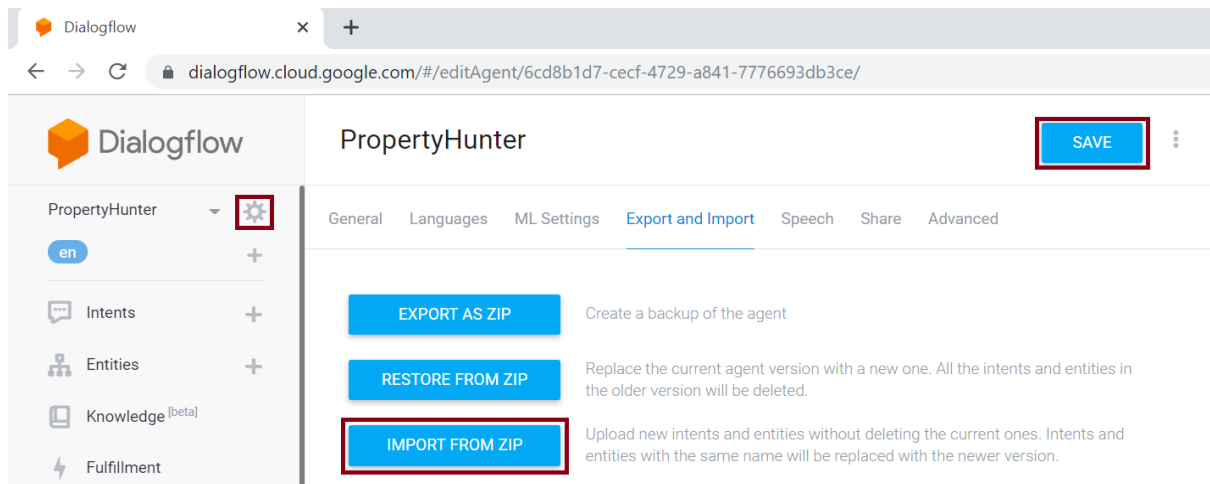 Dialogflow
dialogflow.cloud.google.com/#/editAgent/6cd8b1d7-cecf-4729-a841-7776693db3ce/
Dialogflow
PropertyHunter
SAVE
PropertyHunter
en
General Languages ML Settings Export and Import Speech Share Advanced
Intents
Entities
Knowledge [beta]
Fulfillment
EXPORT AS ZIP
Create a backup of the agent
RESTORE FROM ZIP
Replace the current agent version with a new one. All the intents and entities in
the older version will be deleted.
IMPORT FROM ZIP
Upload new intents and entities without deleting the current ones. Intents and
entities with the same name will be replaced with the newer version.